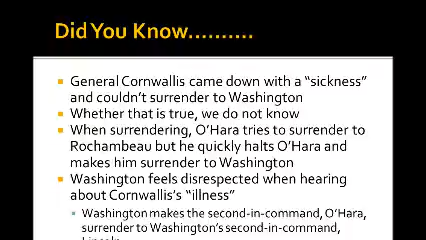 Did You Know..........
General Cornwallis came down with a “sickness”
and couldn’t surrender to Washington
Whether that is true, we do not know
When surrendering, O’Hara tries to surrender to
Rochambeau but he quickly halts O’Hara and
makes him surrender to Washington
Washington feels disrespected when hearing
about Cornwallis’s “illness”
Washington makes the second-in-command, O’Hara,
surrender to Washington’s second-in-command,